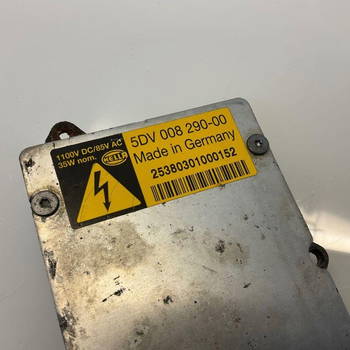 1100V DC/85V AC
35W nom.
HELLA
5DV 008 290-00
Made in Germany
25380301000152